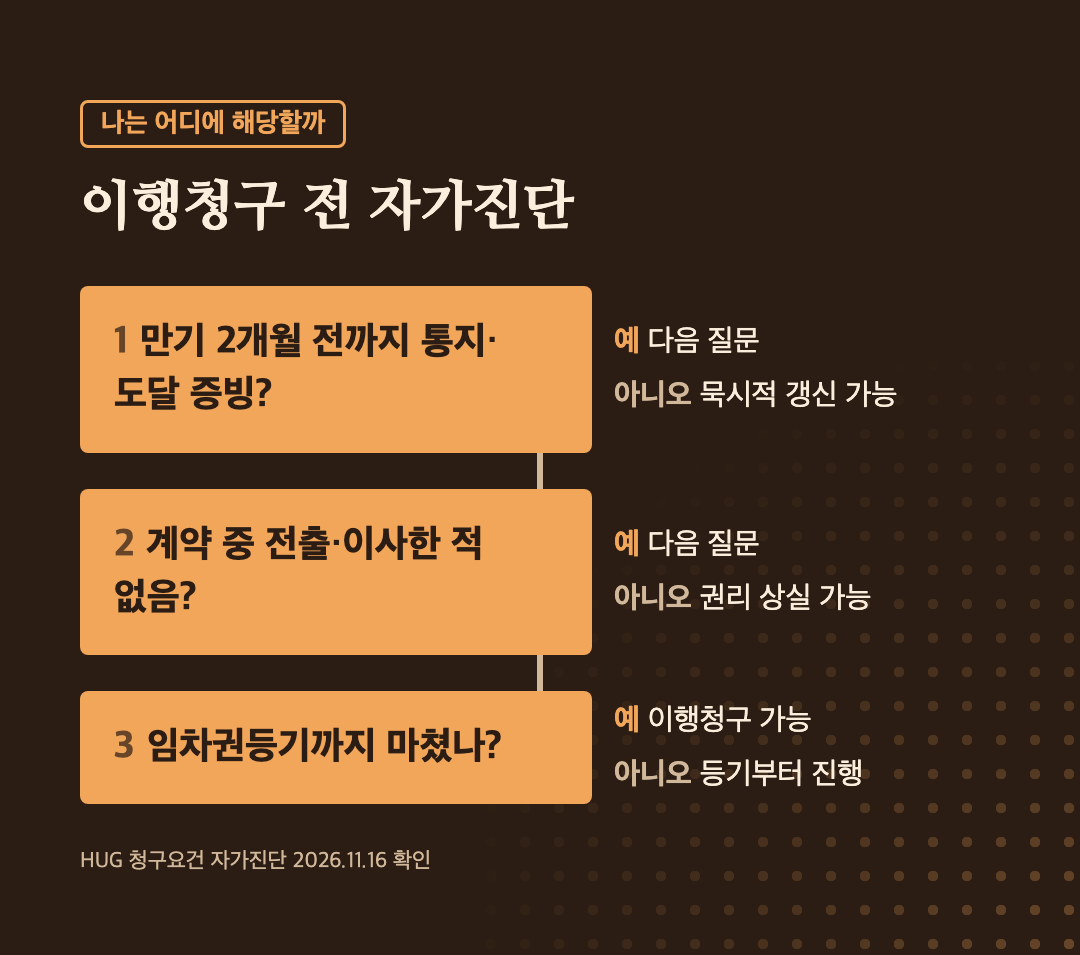 나는 어디에 해당할까
이행청구 전 자가진단
1 만기 2개월 전까지 통지·
도달 증빙?
예 다음 질문
아니오 묵시적 갱신 가능
2 계약 중 전출·이사한 적
없음?
예 다음 질문
아니오 권리 상실 가능
3 임차권등기까지 마쳤나?
예 이행청구 가능
아니오 등기부터 진행
HUG 청구요건 자가진단 2026.11.16 확인